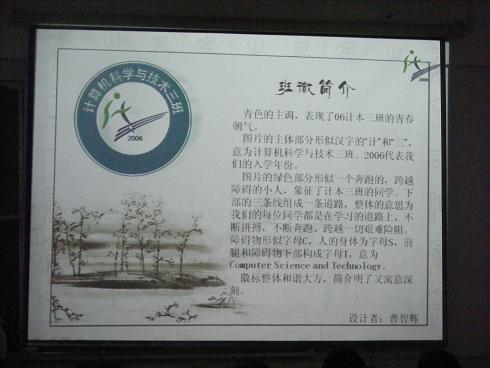 计算机科学与技术三班
2006
2006
班徽简介
青色的主调，表现了06计本三班的青春
朝气。
图片的主体部分形似汉字的“计”和“三”，
意为计算机科学与技术三班。2006代表我
们的入学年份。
图片的绿色部分形似一个奔跑的，跨越
障碍的小人，象征了计本三班的同学。下
部的三条线组成一条道路，整体的意思为
我们的每位同学都是在学习的道路上，不
断拼搏，不断奔跑、跨越一切艰难险阻。
障碍物形似字母C，人的身体为字母S，前
腿和障碍物下部构成字母T，意为
Computer Science and Technology。
徽标整体和谐大方，简介明了又寓意深
刻。
设计者：曹智辉